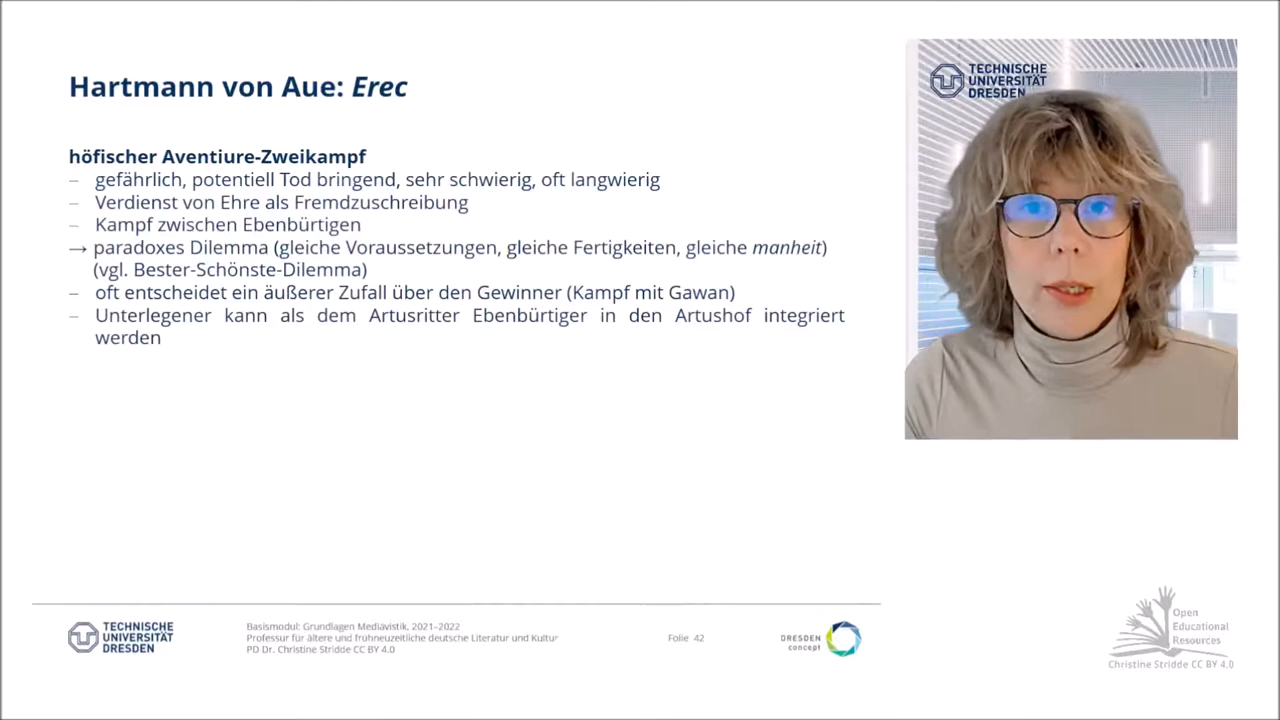 Hartmann von Aue: Erec
höfischer Aventiure-Zweikampf
– gefährlich, potentiell Tod bringend, sehr schwierig, oft langwierig
– Verdienst von Ehre als Fremdzuschreibung
– Kampf zwischen Ebenbürtigen
→ paradoxes Dilemma (gleiche Voraussetzungen, gleiche Fertigkeiten, gleiche manheit)
(vgl. Bester-Schönste-Dilemma)
– oft entscheidet ein äußerer Zufall über den Gewinner (Kampf mit Gawan)
– Unterlegener kann als dem Artusritter Ebenbürtiger in den Artushof integriert
werden
TECHNISCHE
UNIVERSITÄT
DRESDEN
TECHNISCHE
UNIVERSITÄT
DRESDEN
Basismodul: Grundlagen Mediävistik, 2021–2022
Professur für ältere und frühneuzeitliche deutsche Literatur und Kultur
PD Dr. Christine Stridde CC BY 4.0
Folie 42
DRESDEN
concept
Open
Educational
Resources
Christine Stridde CC BY 4.0